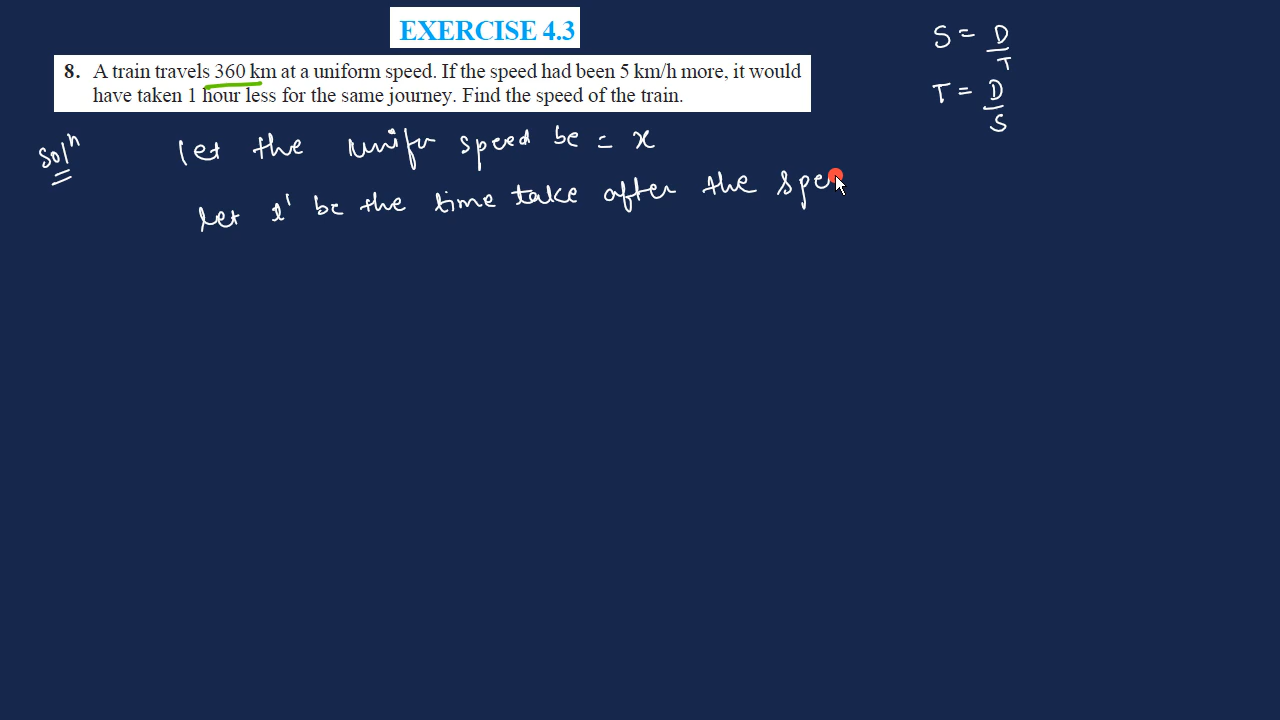 EXERCISE 4.3
8. A train travels 360 km at a uniform speed. If the speed had been 5 km/h more, it would
have taken 1 hour less for the same journey. Find the speed of the train.
S = D/T
T = D/S
Solⁿ
let the unifr speed be = x
let be the time take after the spe